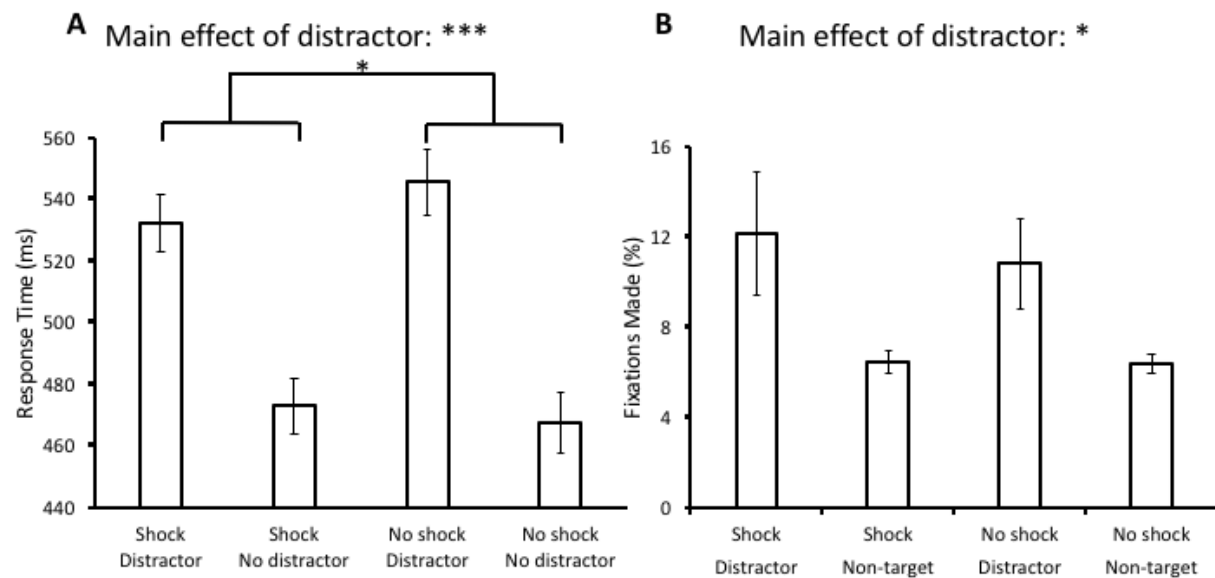 A Main effect of distractor: ***
*
Response Time (ms)
560
540
520
500
480
460
440
Shock
Distractor
Shock
No distractor
No shock
Distractor
No shock
No distractor
B Main effect of distractor: *
Fixations Made (%)
16
12
8
4
0
Shock
Distractor
Shock
Non-target
No shock
Distractor
No shock
Non-target